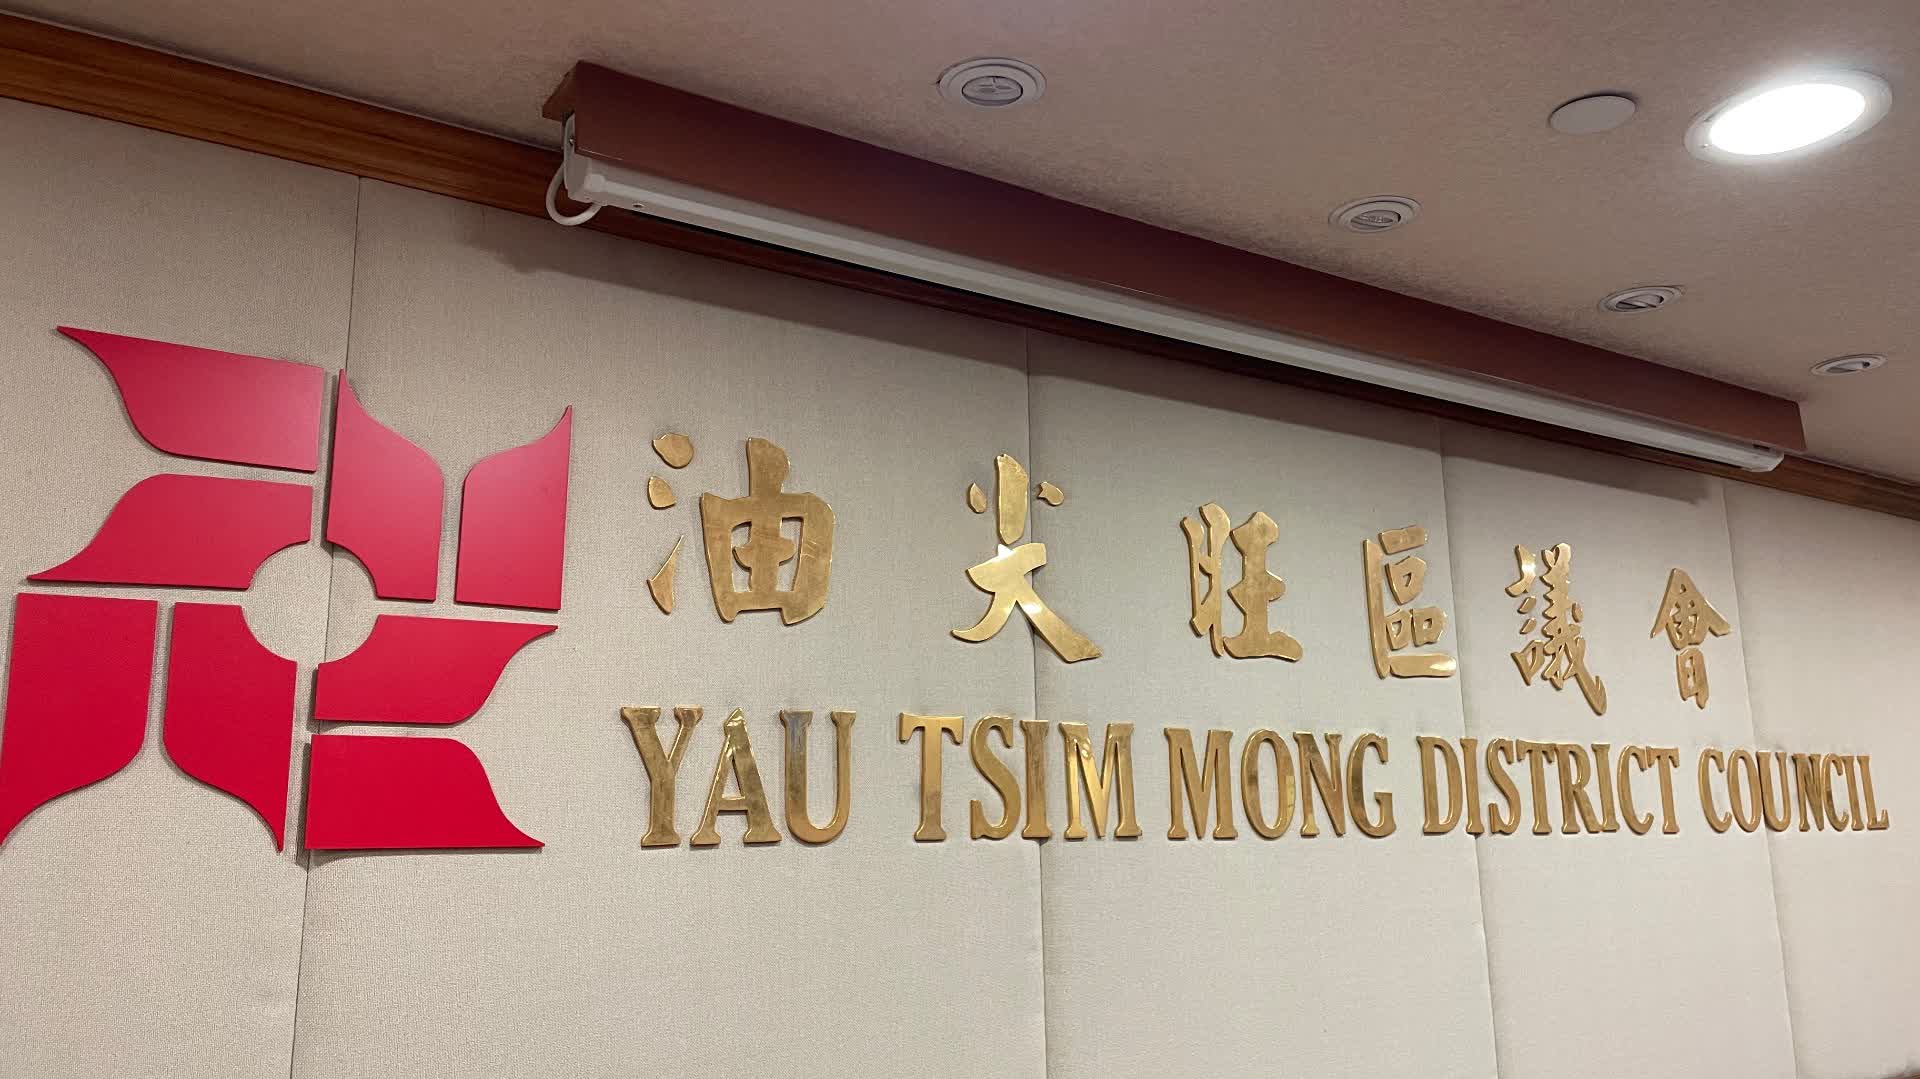 油尖旺區議會
YAU TSIM MONG DISTRICT COUNCIL